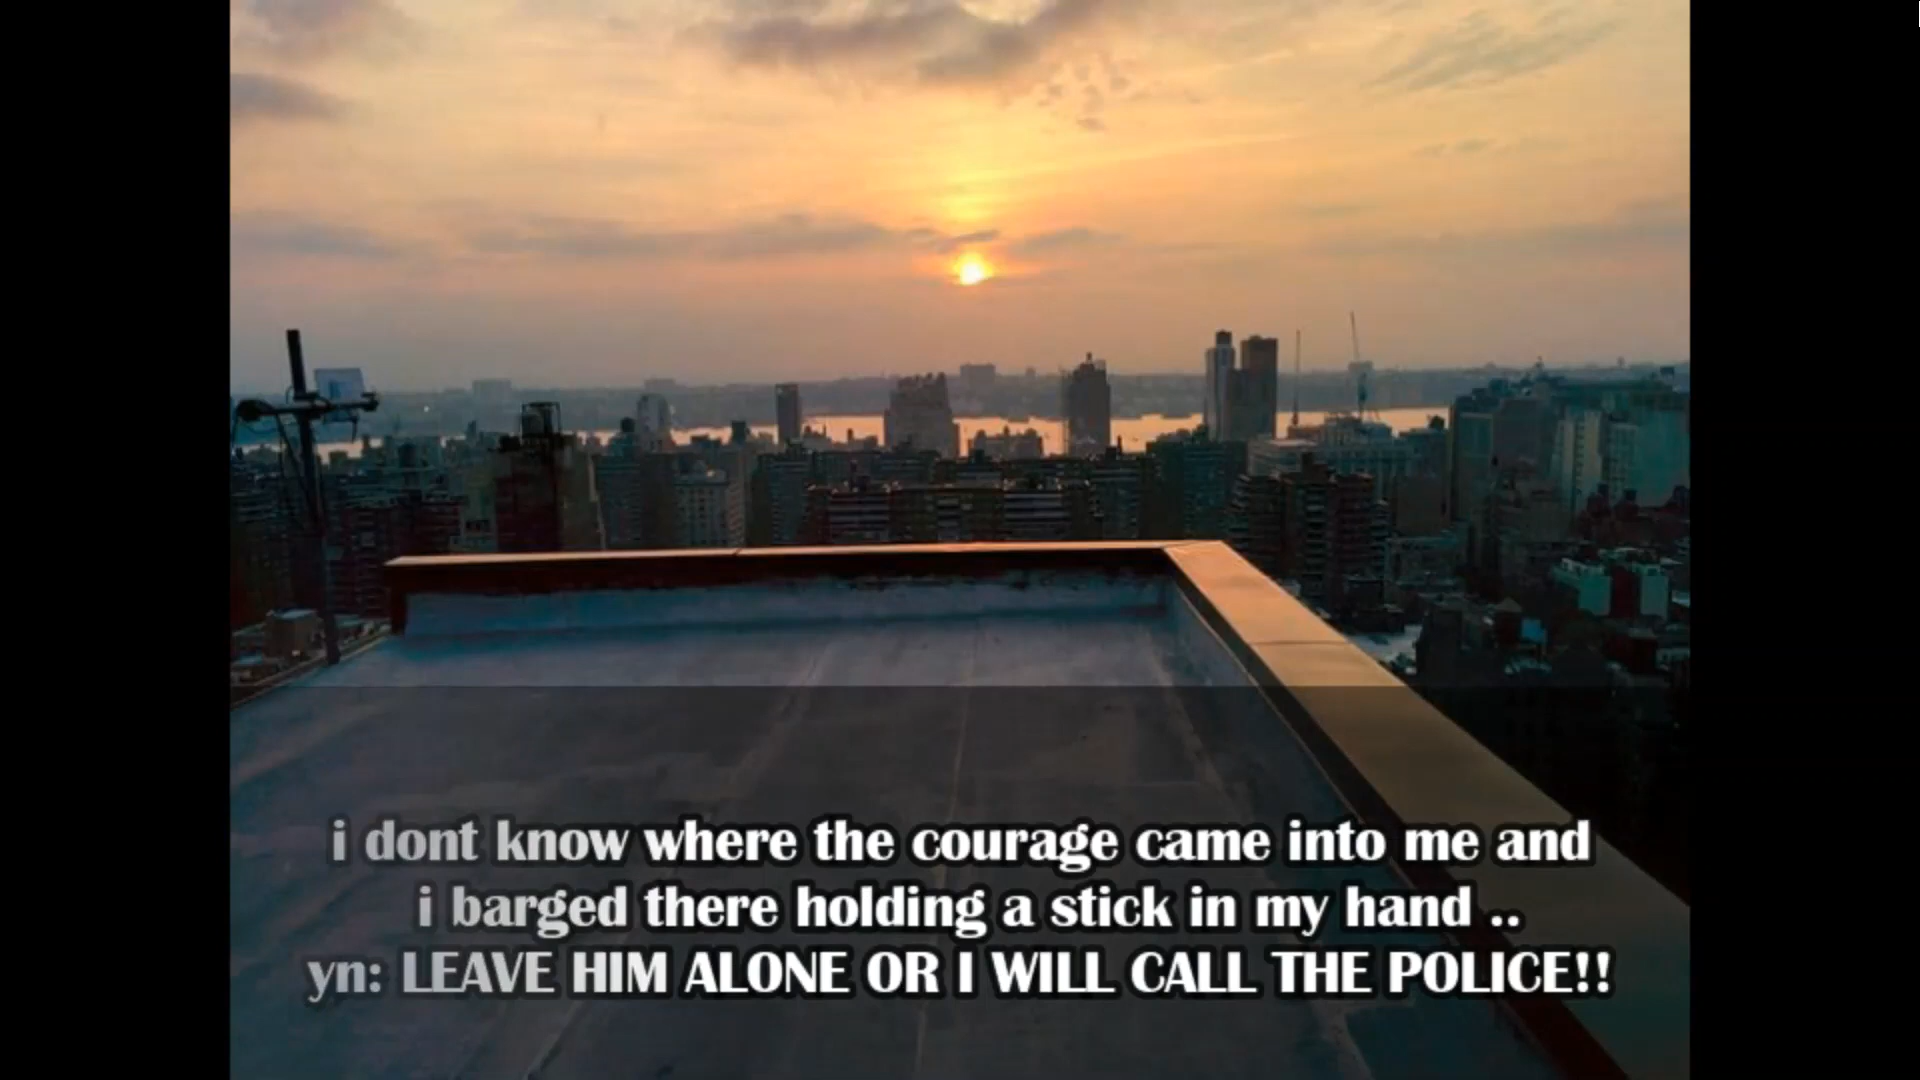 i dont know where the courage came into me and
i barged there holding a stick in my hand ..
yn: LEAVE HIM ALONE OR I WILL CALL THE POLICE!!